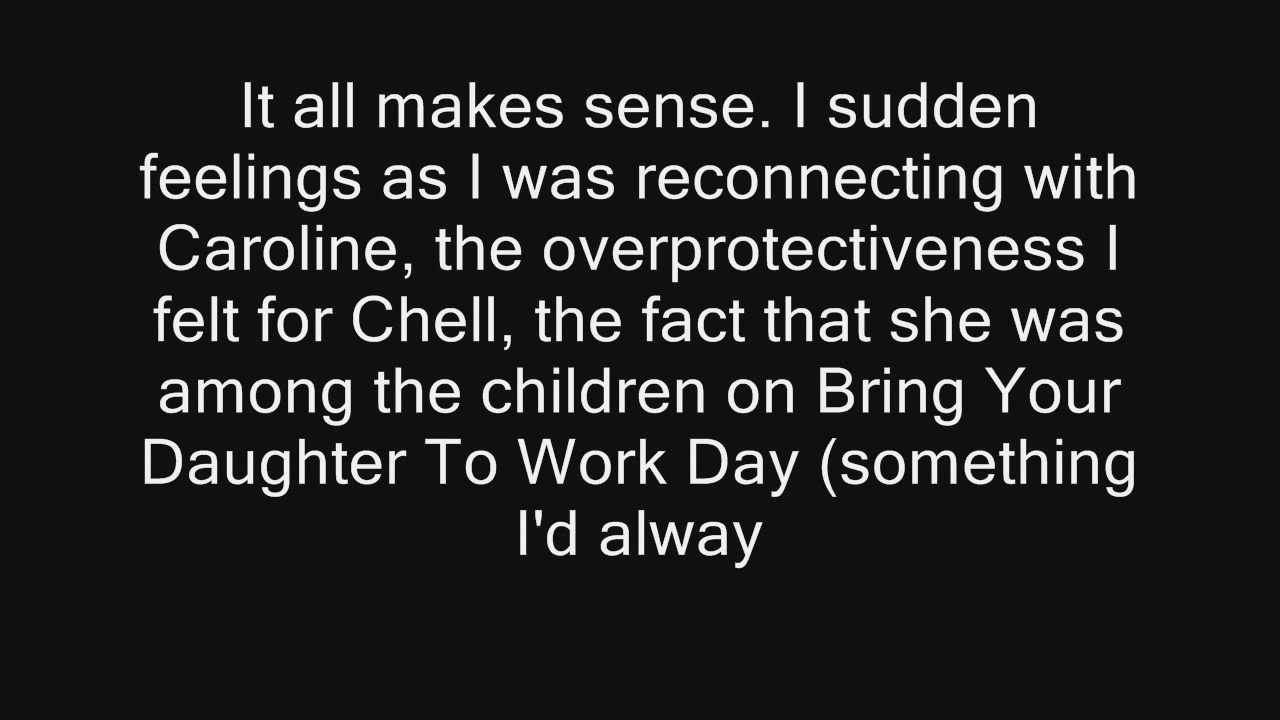 It all makes sense. I sudden
feelings as I was reconnecting with
Caroline, the overprotectiveness I
felt for Chell, the fact that she was
among the children on Bring Your
Daughter To Work Day (something
I'd alway